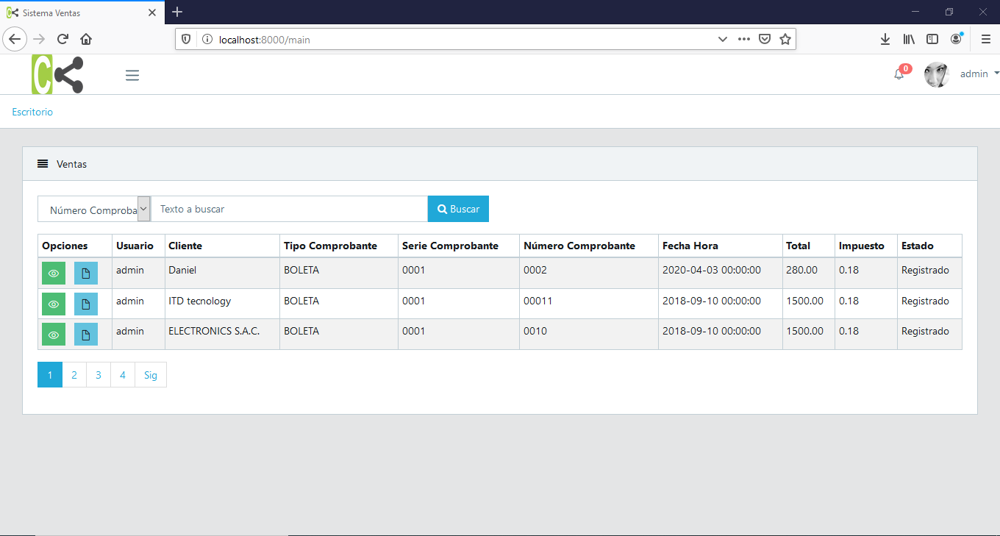 Sistema Ventas
localhost:8000/main
C
0
admin
Escritorio
Ventas
Número Comproba
Texto a buscar
Buscar
Opciones Usuario Cliente Tipo Comprobante Serie Comprobante Número Comprobante Fecha Hora Total Impuesto Estado
admin Daniel BOLETA 0001 0002 2020-04-03 00:00:00 280.00 0.18 Registrado
admin ITD tecnology BOLETA 0001 00011 2018-09-10 00:00:00 1500.00 0.18 Registrado
admin ELECTRONICS S.A.C. BOLETA 0001 0010 2018-09-10 00:00:00 1500.00 0.18 Registrado
1 2 3 4 Sig